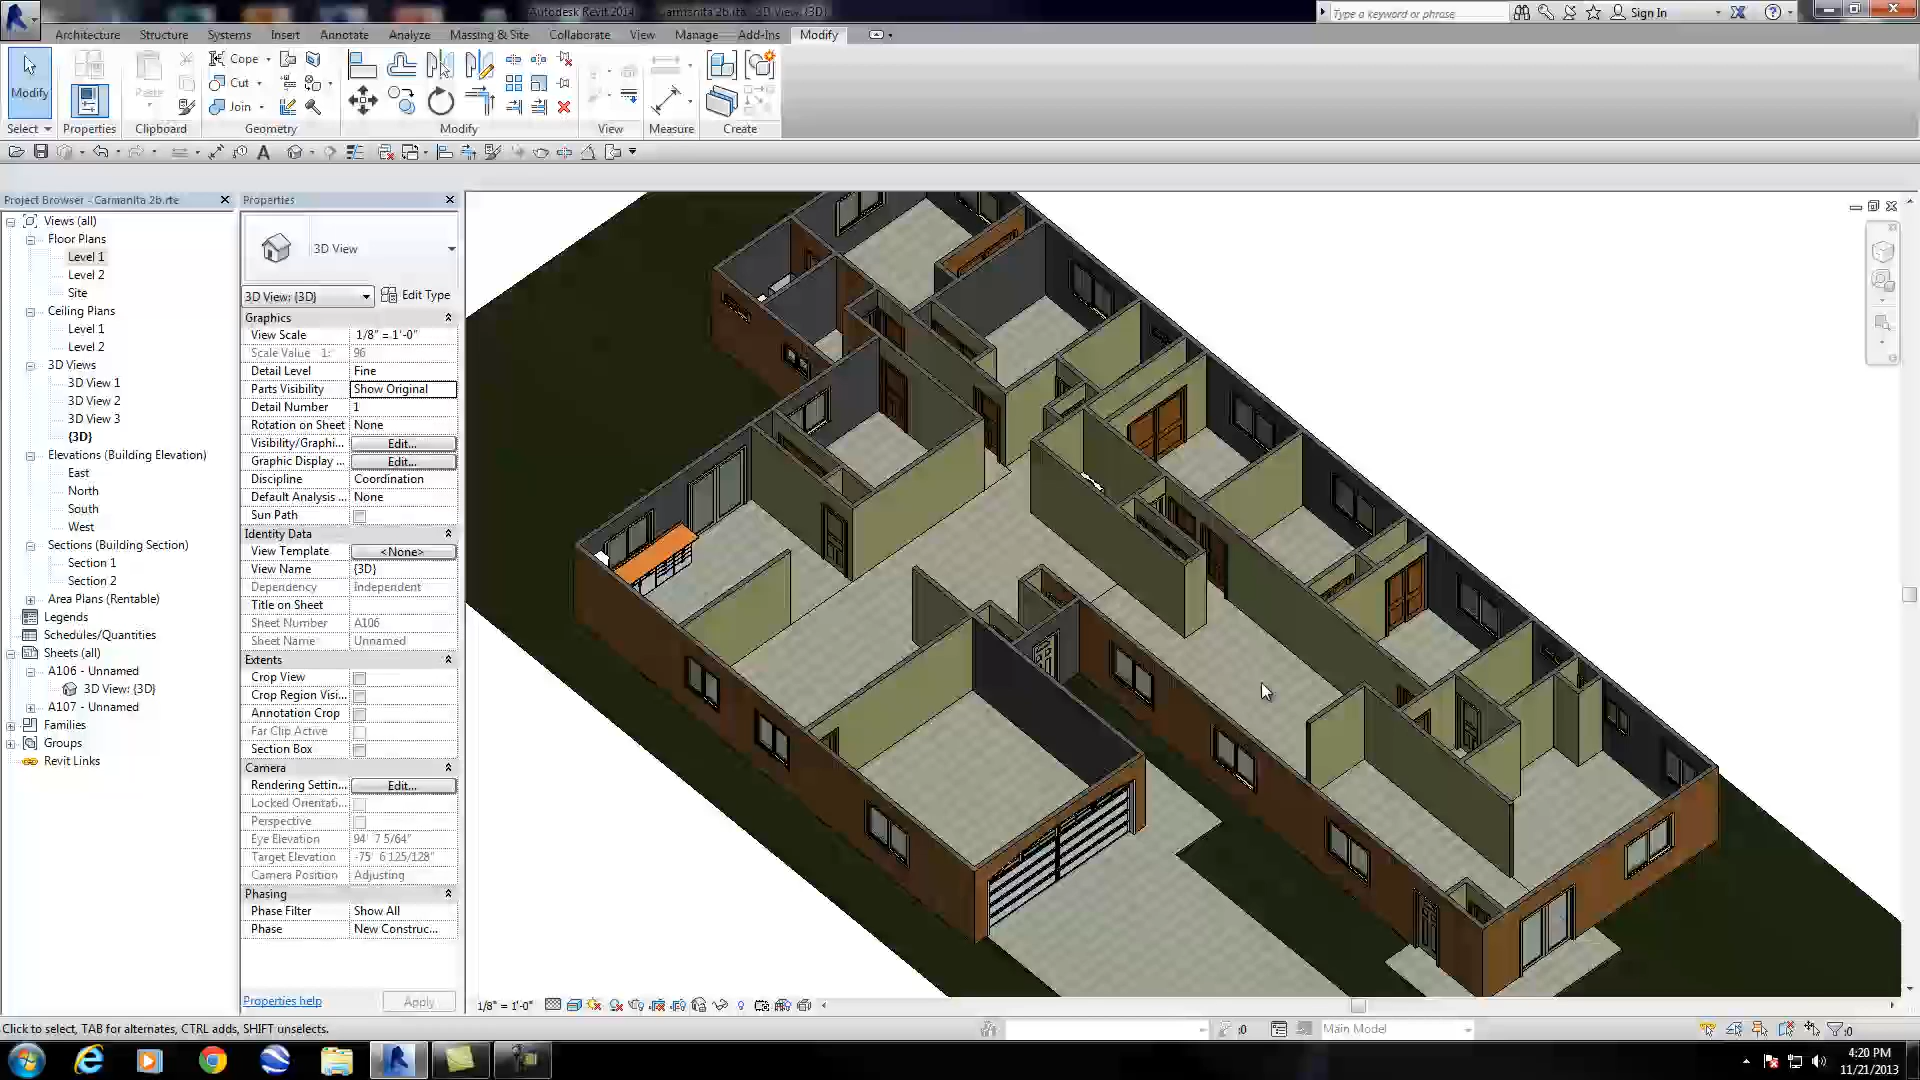 Autodesk Revit 2014 Carmanita 2b.rte - 3D View: {3D}
Type a keyword or phrase
Sign In
Architecture Structure Systems Insert Annotate Analyze Massing & Site Collaborate View Manage Add-Ins Modify
Modify
Paste
Cope
Cut
Join
Select Properties Clipboard Geometry Modify View Measure Create
Project Browser - Carmanita 2b.rte
Views (all)
Floor Plans
Level 1
Level 2
Site
Ceiling Plans
Level 1
Level 2
3D Views
3D View 1
3D View 2
3D View 3
{3D}
Elevations (Building Elevation)
East
North
South
West
Sections (Building Section)
Section 1
Section 2
Area Plans (Rentable)
Legends
Schedules/Quantities
Sheets (all)
A106 - Unnamed
3D View: {3D}
A107 - Unnamed
Families
Groups
Revit Links
Properties
3D View
3D View: {3D} Edit Type
Graphics
View Scale 1/8" = 1'-0"
Scale Value 1: 96
Detail Level Fine
Parts Visibility Show Original
Detail Number 1
Rotation on Sheet None
Visibility/Graphi... Edit...
Graphic Display ... Edit...
Discipline Coordination
Default Analysis ... None
Sun Path
Identity Data
View Template <None>
View Name {3D}
Dependency Independent
Title on Sheet
Sheet Number A106
Sheet Name Unnamed
Extents
Crop View
Crop Region Visi...
Annotation Crop
Far Clip Active
Section Box
Camera
Rendering Settin... Edit...
Locked Orientati...
Perspective
Eye Elevation 94' 7 5/64"
Target Elevation -75' 6 125/128"
Camera Position Adjusting
Phasing
Phase Filter Show All
Phase New Construc...
Properties help Apply
1/8" = 1'-0"
Click to select, TAB for alternates, CTRL adds, SHIFT unselects.
:0
Main Model
:0
4:20 PM
11/21/2013